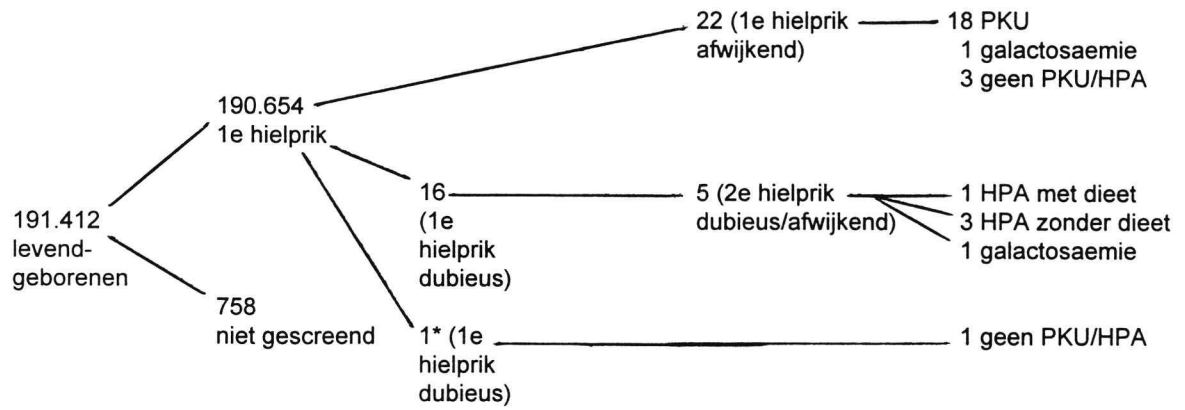 22 (1e hielprik
afwijkend)
18 PKU
1 galactosaemie
3 geen PKU/HPA
190.654
1e hielprik
16
(1e
hielprik
dubieus)
5 (2e hielprik
dubieus/afwijkend)
1 HPA met dieet
3 HPA zonder dieet
1 galactosaemie
191.412
levend-
geborenen
758
niet gescreend
1* (1e
hielprik
dubieus)
1 geen PKU/HPA